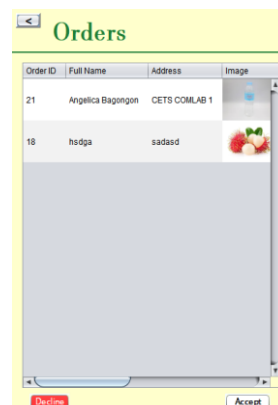 <
Orders
Order ID Full Name Address Image
21 Angelica Bagongon CETS COMLAB 1
18 hsdga sadasd
Decline Accept